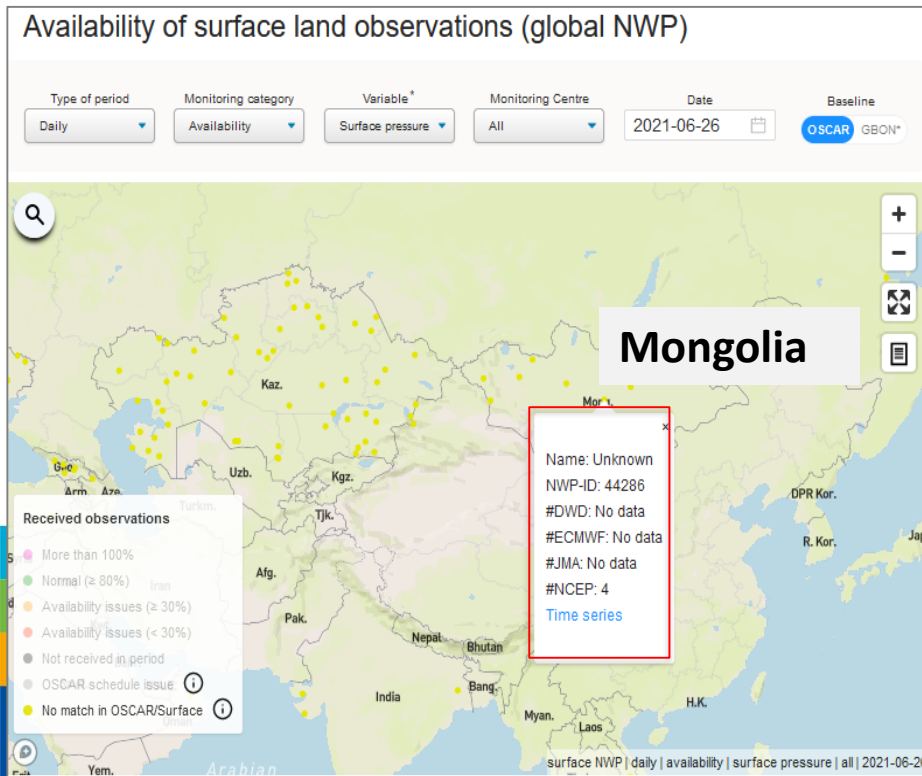 Availability of surface land observations (global NWP)
Type of period
Monitoring category
Variable*
Monitoring Centre
Date
Baseline
Daily
Availability
Surface pressure
All
2021-06-26
OSCAR GBON*
Mongolia
Kaz.
Uzb.
Kgz.
Arm. Aze.
Turkm.
Tjk.
Afg.
Iran
Pak.
Nepal
Bhutan
India
Bang.
Myan.
Laos
H.K.
DPR Kor.
R. Kor.
Yem.
Arabian
x
Name: Unknown
NWP-ID: 44286
#DWD: No data
#ECMWF: No data
#JMA: No data
#NCEP: 4
Time series
Received observations
More than 100%
Normal (≥ 80%)
Availability issues (≥ 30%)
Availability issues (< 30%)
Not received in period
OSCAR schedule issue
No match in OSCAR/Surface
surface NWP | daily | availability | surface pressure | all | 2021-06-2